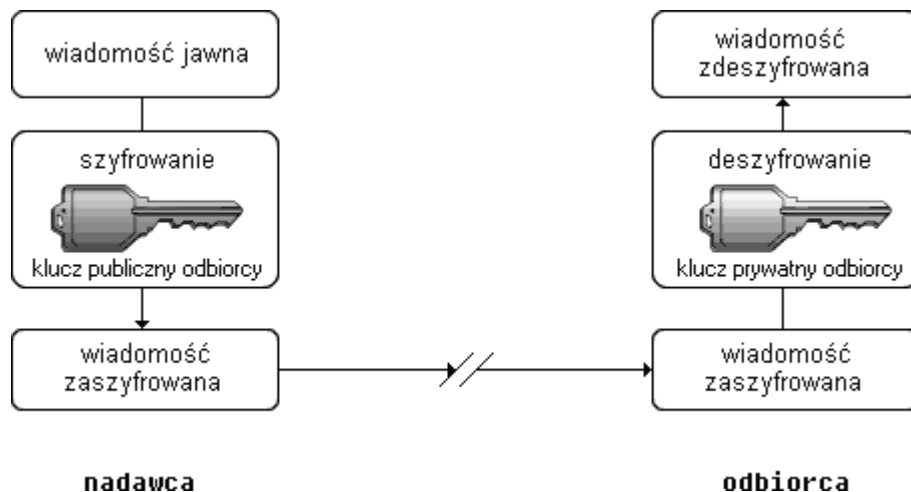 wiadomość jawna
szyfrowanie
klucz publiczny odbiorcy
wiadomość
zaszyfrowana
nadawca
wiadomość
zdeszyfrowana
deszyfrowanie
klucz prywatny odbiorcy
wiadomość
zaszyfrowana
odbiorca